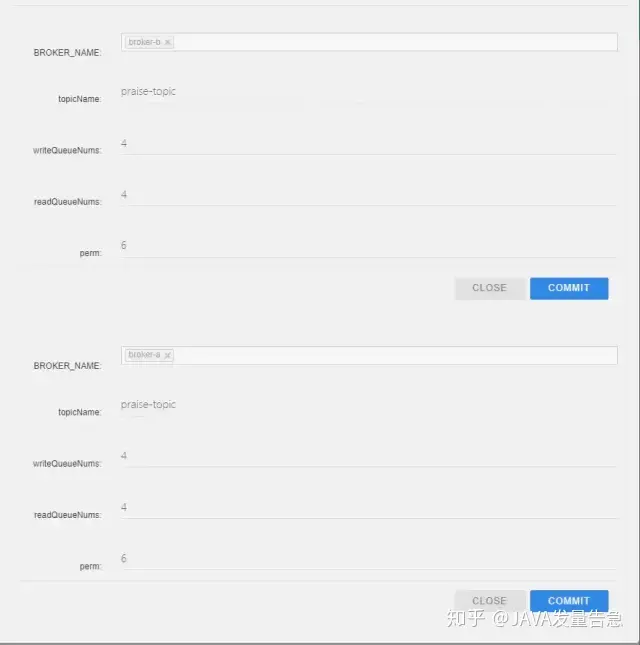 BROKER_NAME: broker-b ×
topicName: praise-topic
writeQueueNums: 4
readQueueNums: 4
perm: 6
CLOSE COMMIT
BROKER_NAME: broker-a ×
topicName: praise-topic
writeQueueNums: 4
readQueueNums: 4
perm: 6
CLOSE COMMIT
知乎 @JAVA发量告急